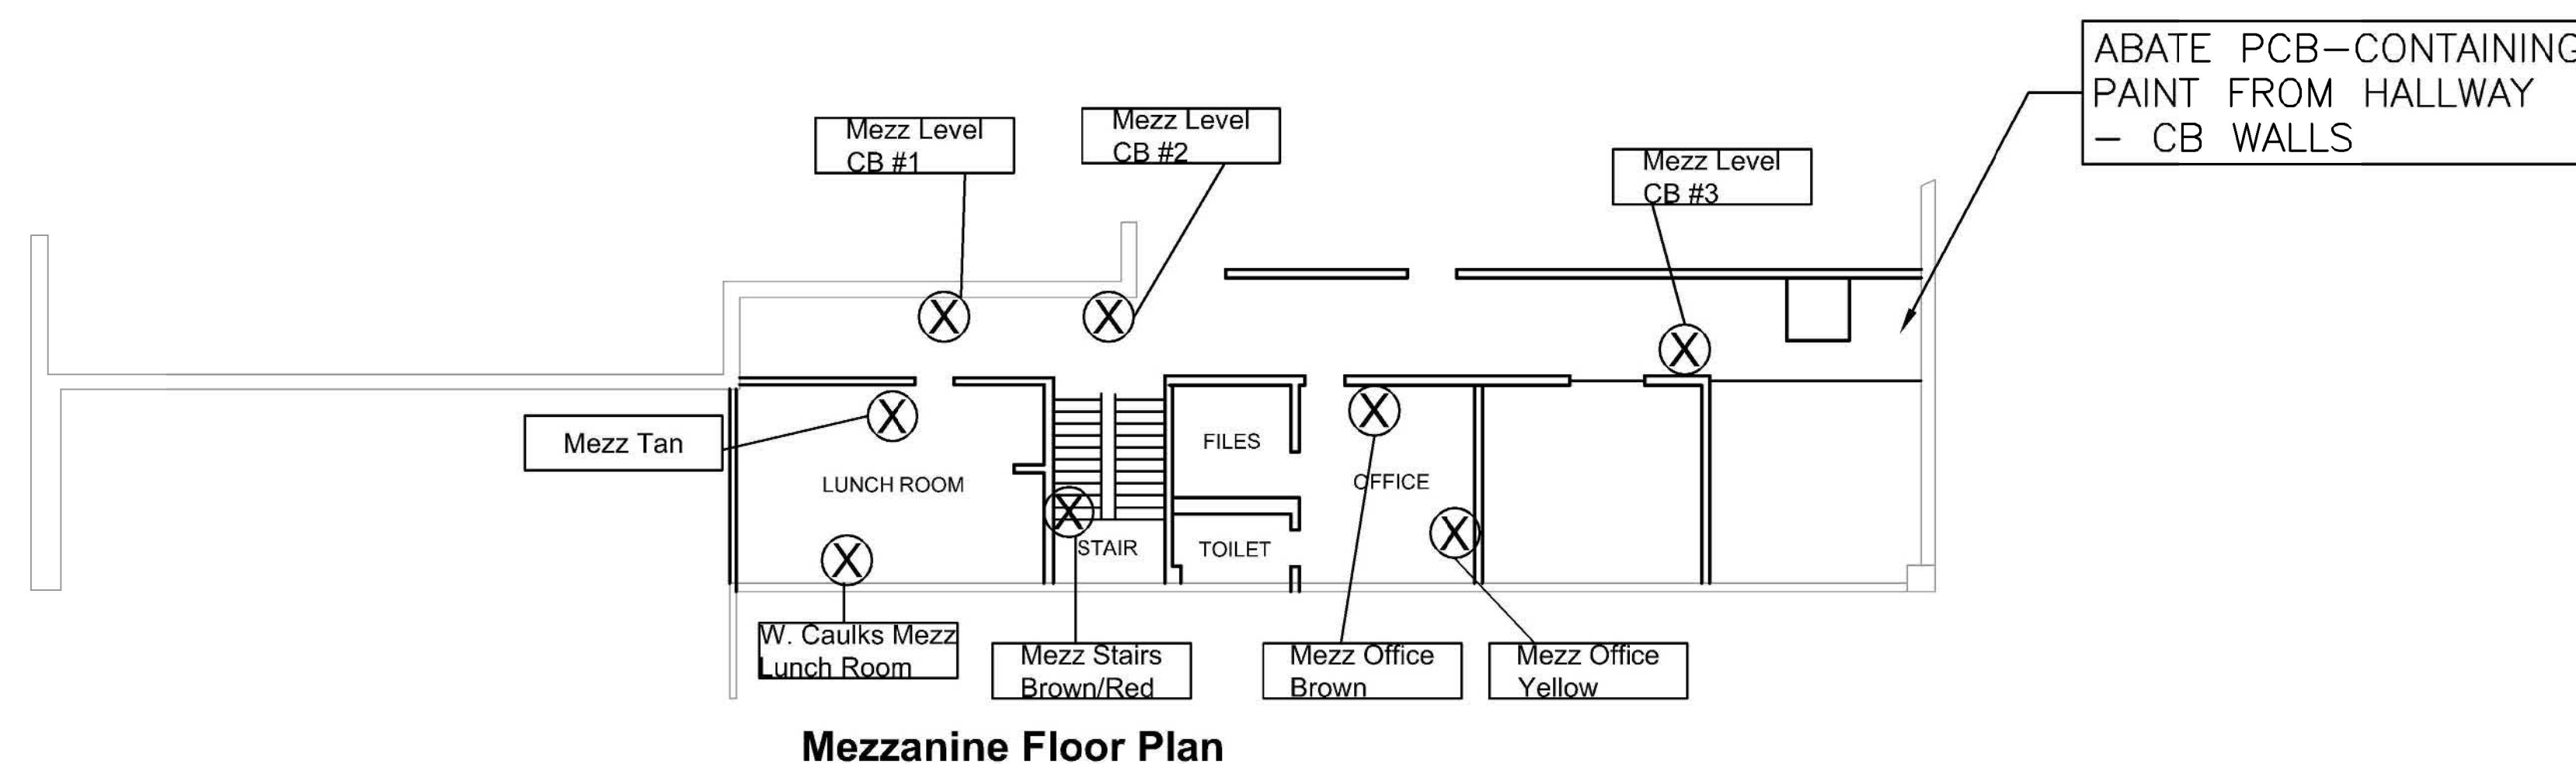 ABATE PCB-CONTAINING
PAINT FROM HALLWAY
- CB WALLS
Mezz Level
CB #1
Mezz Level
CB #2
Mezz Level
CB #3
X
X
X
X
X
X
X
X
Mezz Tan
LUNCH ROOM
FILES
OFFICE
STAIR
TOILET
W. Caulks Mezz
Lunch Room
Mezz Stairs
Brown/Red
Mezz Office
Brown
Mezz Office
Yellow
Mezzanine Floor Plan